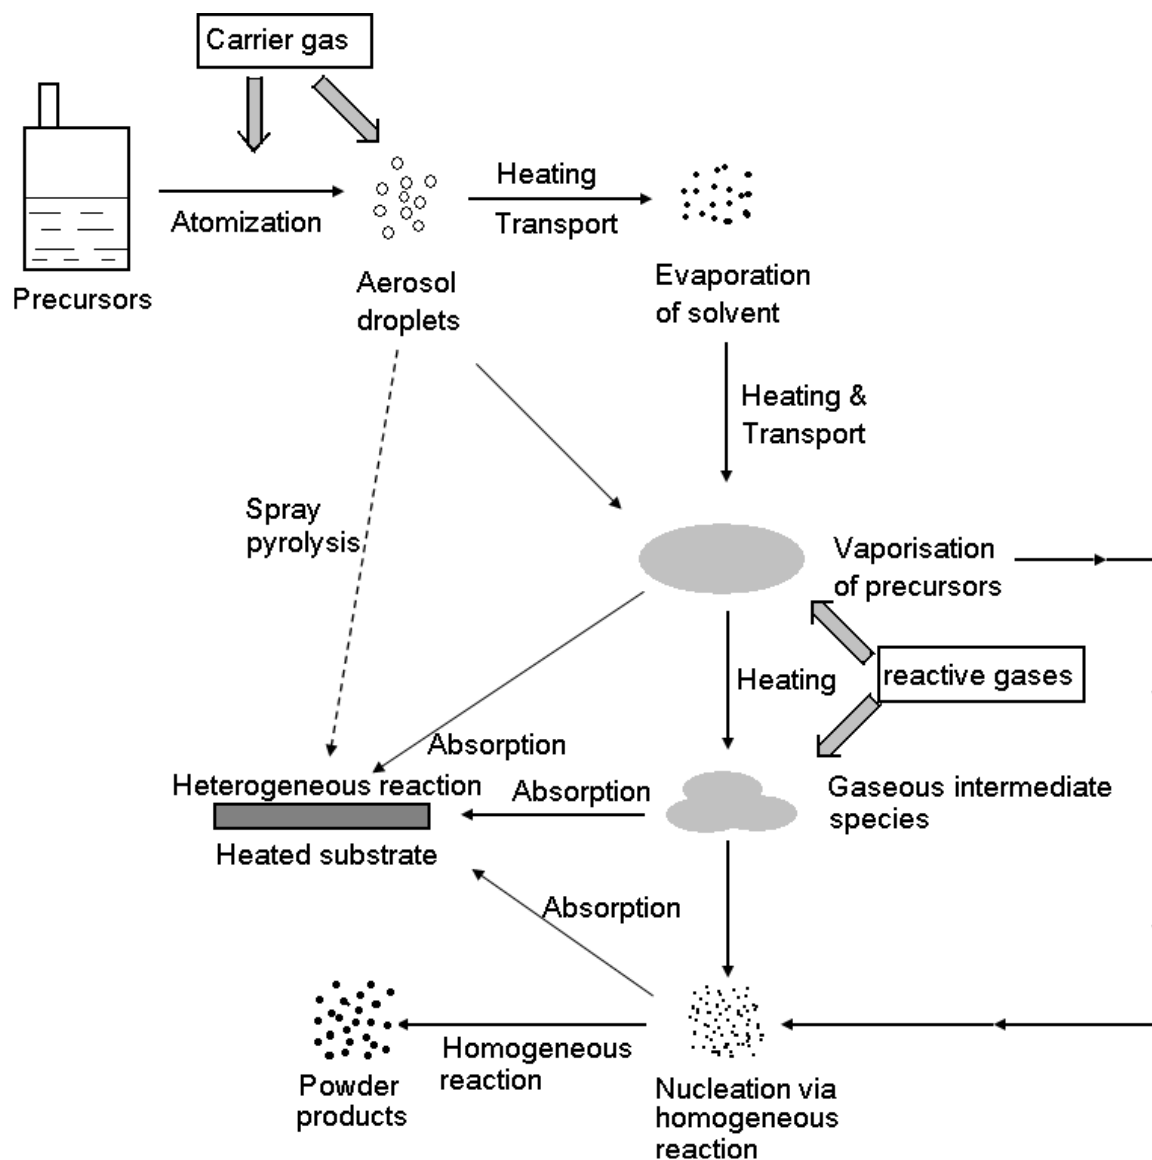 Carrier gas
Precursors
Atomization
Aerosol
droplets
Heating
Transport
Evaporation
of solvent
Heating &
Transport
Spray
pyrolysis
Vaporisation
of precursors
reactive gases
Heating
Absorption
Heterogeneous reaction
Absorption
Gaseous intermediate
species
Heated substrate
Absorption
Homogeneous
reaction
Powder
products
Nucleation via
homogeneous
reaction